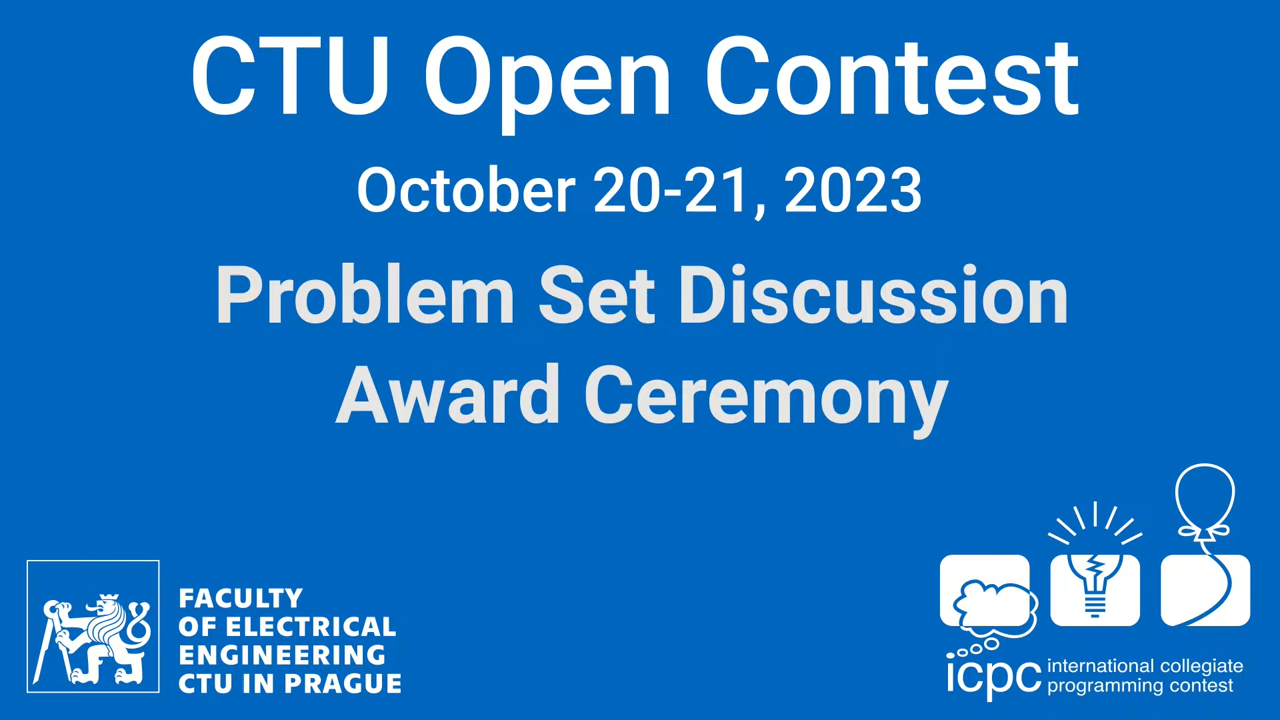 CTU Open Contest
October 20-21, 2023
Problem Set Discussion
Award Ceremony
FACULTY
OF ELECTRICAL
ENGINEERING
CTU IN PRAGUE
icpc
international collegiate
programming contest